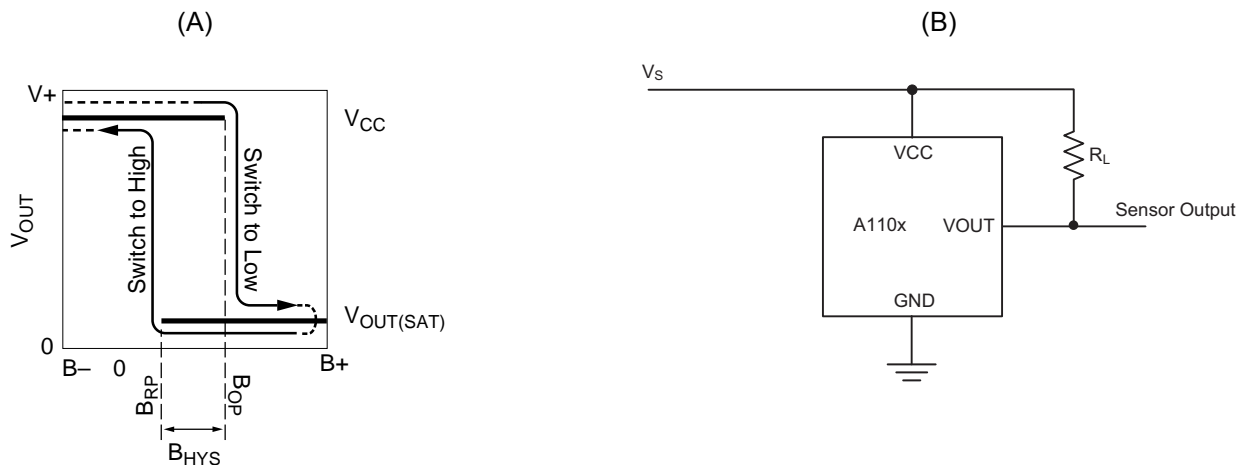 (A)
V+
VCC
VOUT
Switch to High
Switch to Low
VOUT(SAT)
0
B– 0 B+
BRP
BOP
BHYS
(B)
VS
VCC
RL
A110x
VOUT
Sensor Output
GND